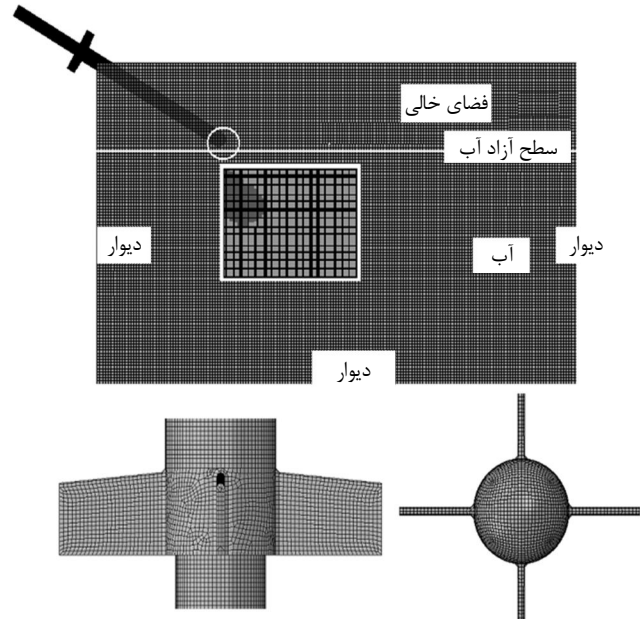 فضای خالی
سطح آزاد آب
دیوار
آب
دیوار
دیوار